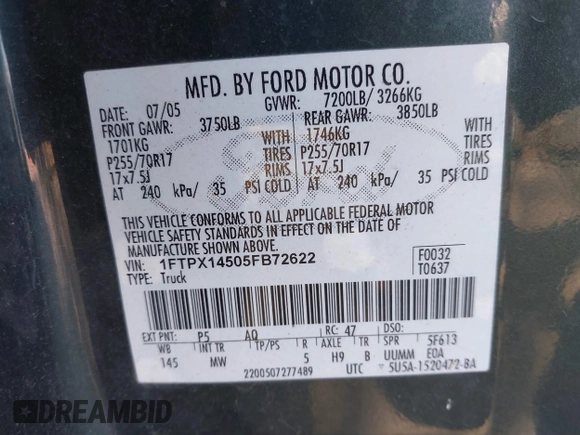 MFD. BY FORD MOTOR CO.
DATE: 07/05 GVWR: 7200LB/ 3266KG
FRONT GAWR: 3750LB REAR GAWR: 3850LB
1701KG WITH 1746KG WITH
P255/70R17 TIRES P255/70R17 TIRES
17x7.5J RIMS 17x7.5J RIMS
AT 240 kPa/ 35 PSI COLD AT 240 kPa/ 35 PSI COLD
THIS VEHICLE CONFORMS TO ALL APPLICABLE FEDERAL MOTOR
VEHICLE SAFETY STANDARDS IN EFFECT ON THE DATE OF
MANUFACTURE SHOWN ABOVE.
VIN: 1FTPX14505FB72622 F0032
TYPE: Truck T0637
EXT PNT: P5 AQ RC: 47 DSO:
WB INT TR TP/PS R AXLE TR SPR 5F613
145 MW 5 H9 B UUMM EOA
2200507277489 UTC ▼ 5U5A-1520472-BA
DREAMBID